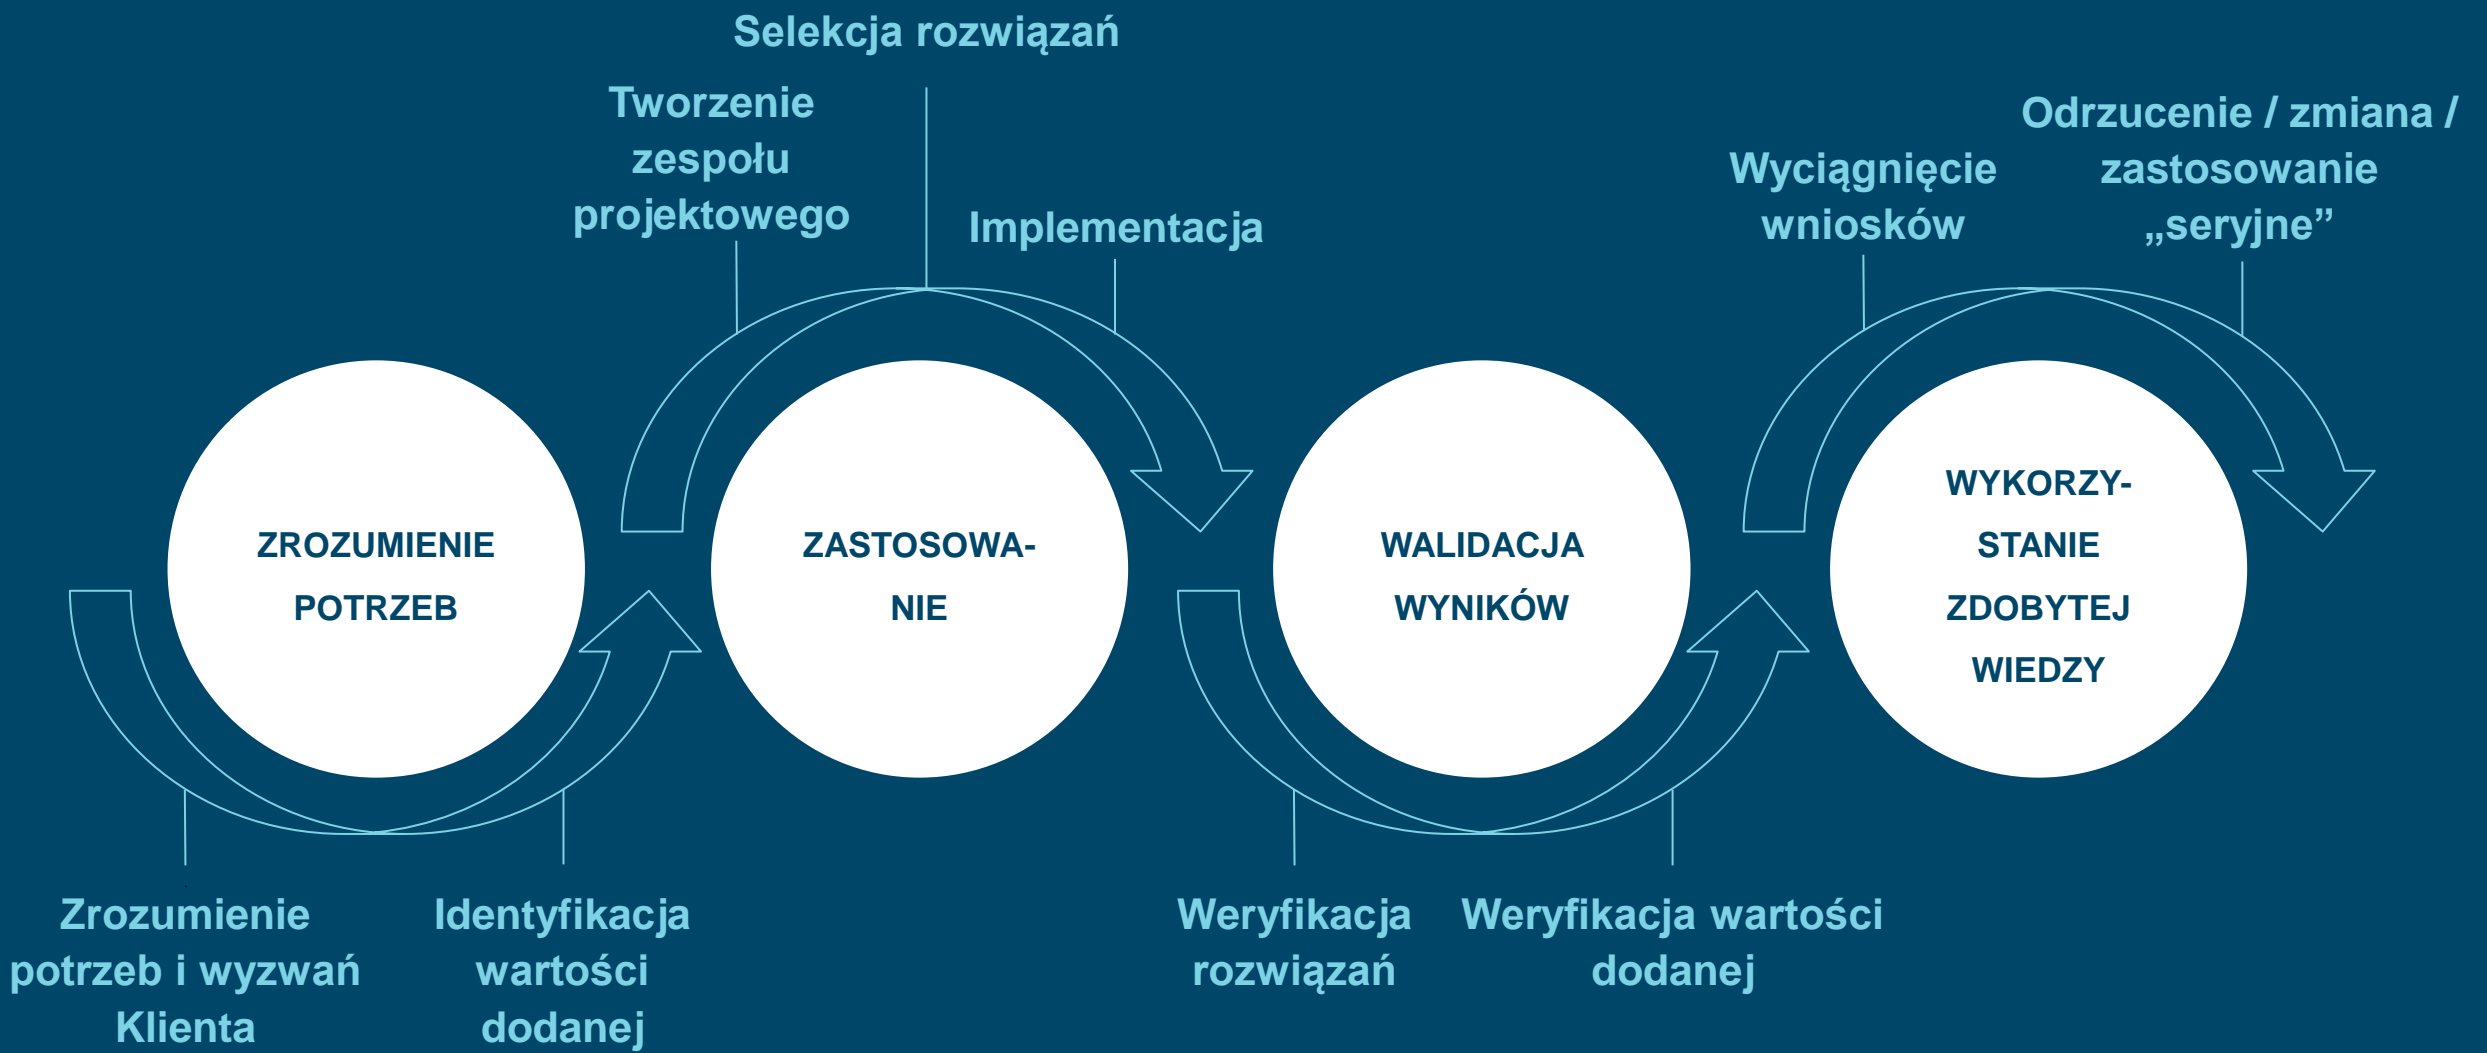 Selekcja rozwiązań
Tworzenie
zespołu
projektowego
Implementacja
Wyciągnięcie
wniosków
Odrzucenie / zmiana /
zastosowanie
„seryjne”
ZROZUMIENIE
POTRZEB
ZASTOSOWA-
NIE
WALIDACJA
WYNIKÓW
WYKORZY-
STANIE
ZDOBYTEJ
WIEDZY
Zrozumienie
potrzeb i wyzwań
Klienta
Identyfikacja
wartości
dodanej
Weryfikacja
rozwiązań
Weryfikacja wartości
dodanej